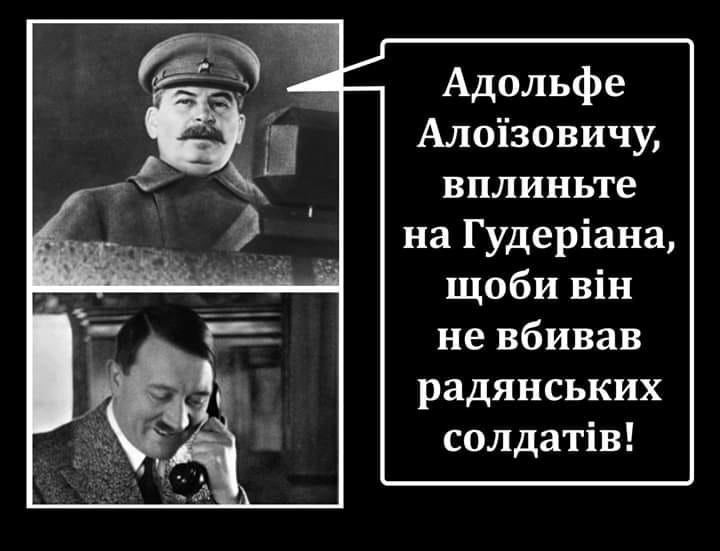 Адольфе
Алоїзовичу,
вплиньте
на Гудеріана,
щоби він
не вбивав
радянських
солдатів!